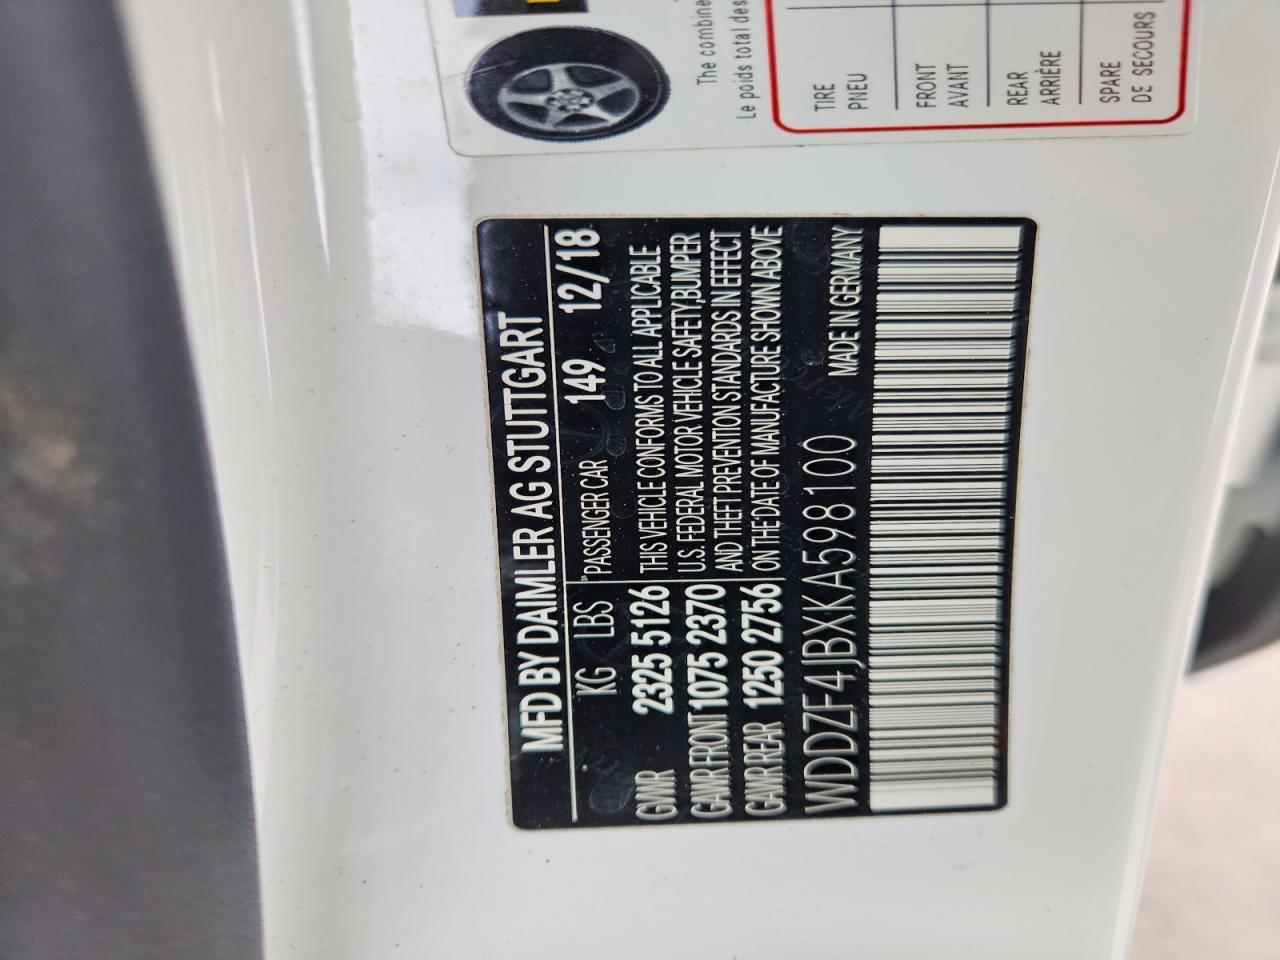 MFD BY DAIMLER AG STUTTGART
KG LBS PASSENGER CAR 149 12/18
GVWR 2325 5126 THIS VEHICLE CONFORMS TO ALL APPLICABLE
GAWR FRONT 1075 2370 U.S. FEDERAL MOTOR VEHICLE SAFETY,BUMPER
AND THEFT PREVENTION STANDARDS IN EFFECT
GAWR REAR 1250 2756 ON THE DATE OF MANUFACTURE SHOWN ABOVE
WDDZF4JBXKA598100 MADE IN GERMANY
The combine
Le poids total des
TIRE
PNEU
FRONT
AVANT
REAR
ARRIÈRE
SPARE
DE SECOURS